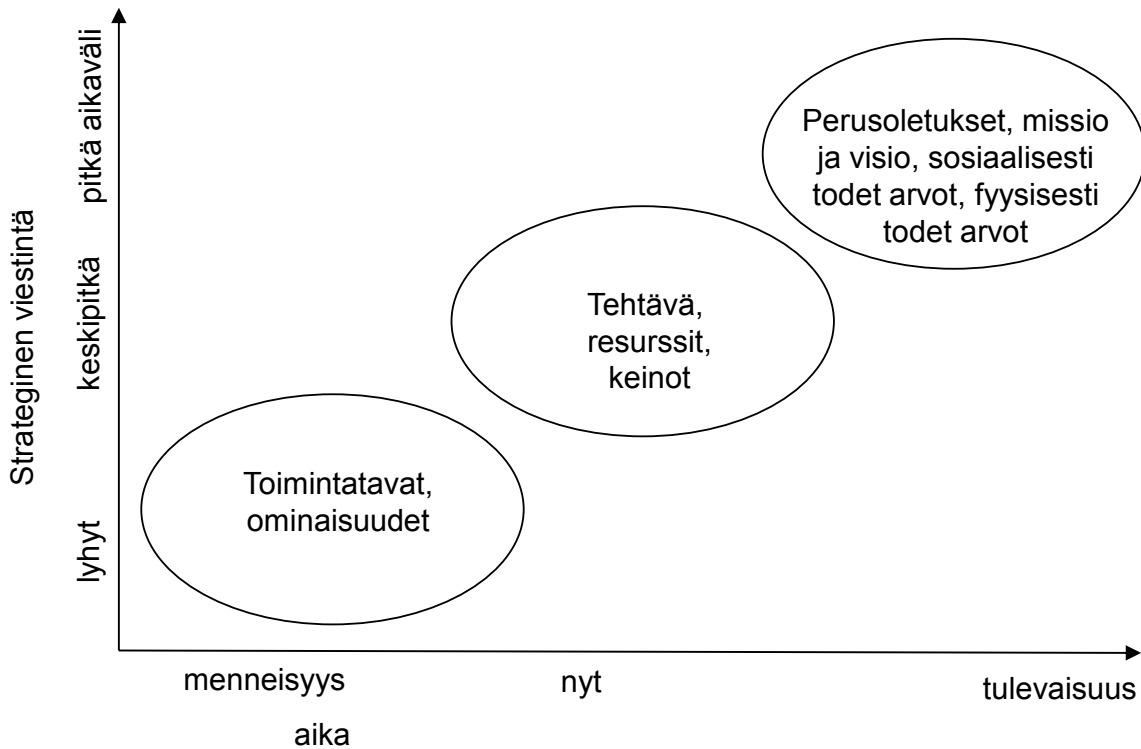 Strateginen viestintä
pitkä aikaväli
keskipitkä
lyhyt
Perusoletukset, missio
ja visio, sosiaalisesti
todet arvot, fyysisesti
todet arvot
Tehtävä,
resurssit,
keinot
Toimintatavat,
ominaisuudet
menneisyys
nyt
tulevaisuus
aika